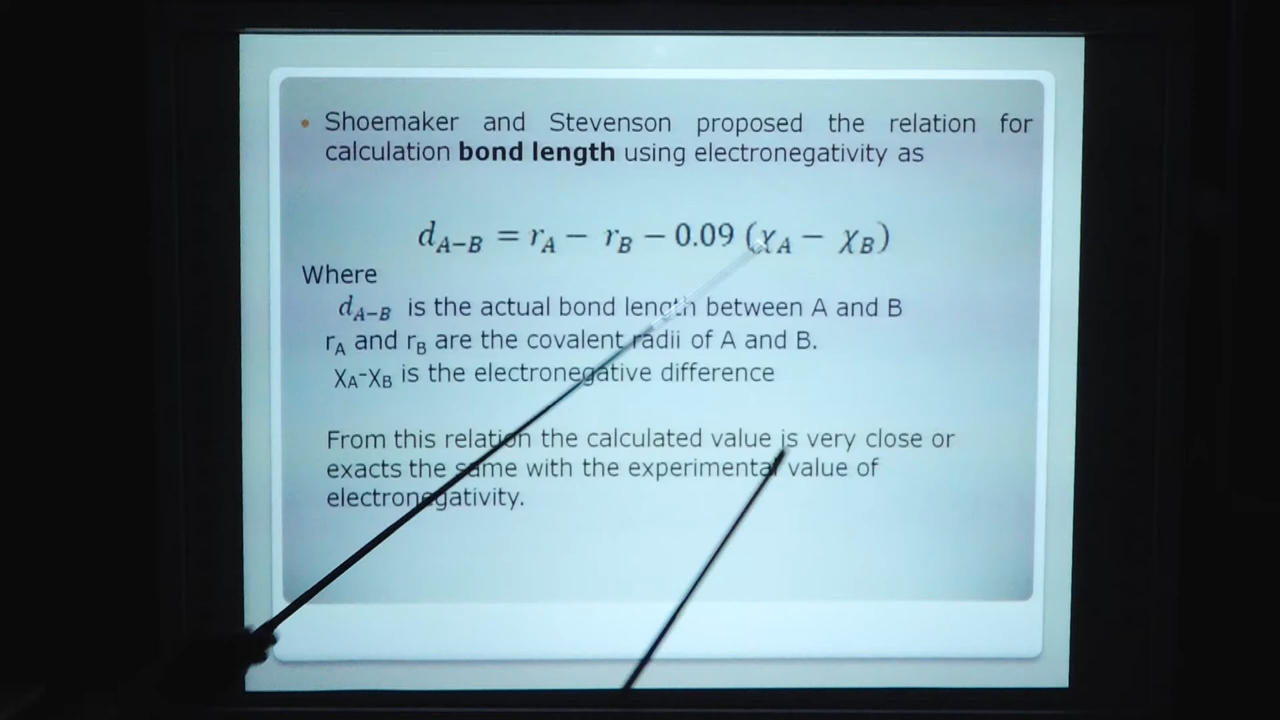 • Shoemaker and Stevenson proposed the relation for
calculation bond length using electronegativity as
d_{A–B} = r_A − r_B − 0.09 (χ_A − χ_B)
Where
d_{A–B} is the actual bond length between A and B
r_A and r_B are the covalent radii of A and B.
χ_A-χ_B is the electronegative difference
From this relation the calculated value is very close or
exacts the same with the experimental value of
electronegativity.